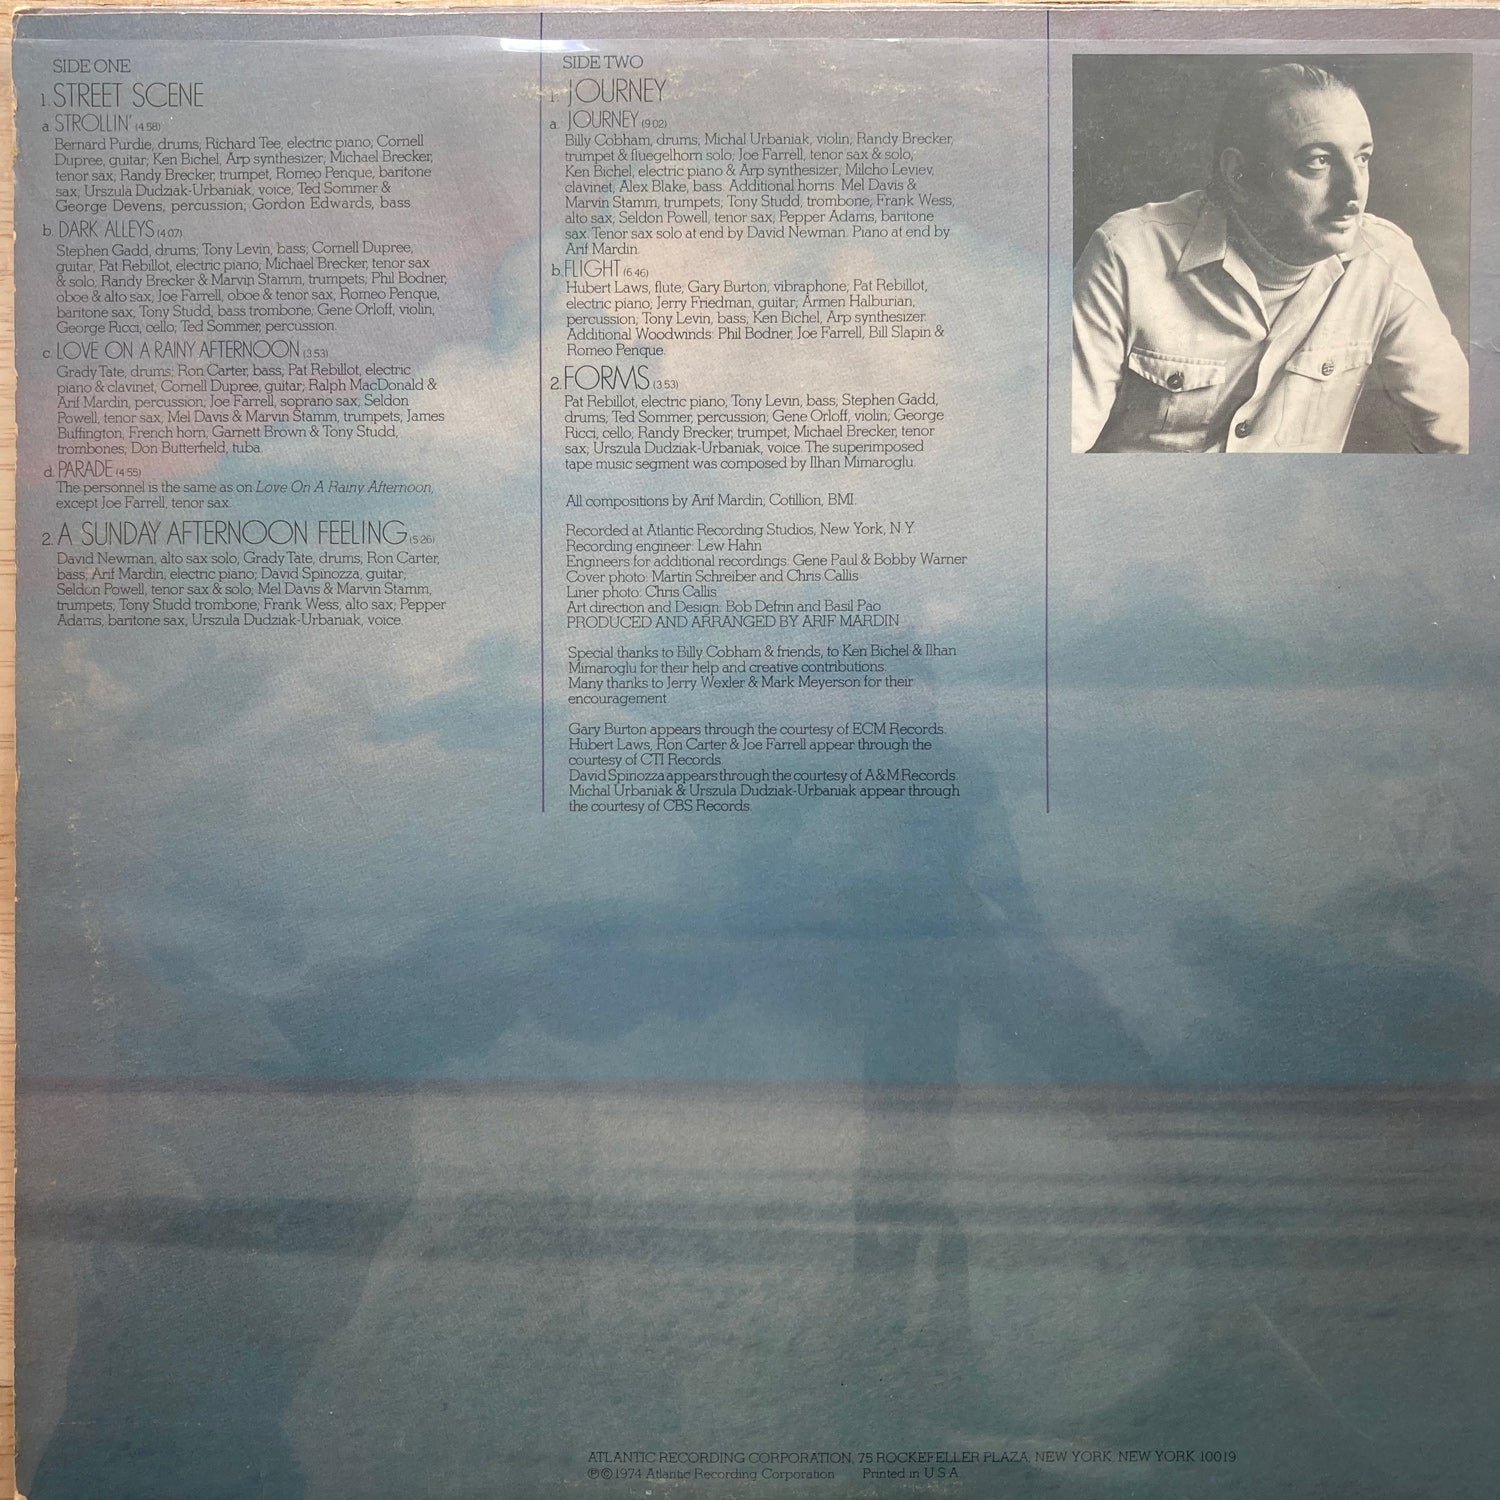 SIDE ONE
1. STREET SCENE
a. STROLLIN' (4:58)
Bernard Purdie, drums, Richard Tee, electric piano; Cornell
Dupree, guitar; Ken Bichel, Arp synthesizer; Michael Brecker,
tenor sax; Randy Brecker, trumpet, Romeo Penque, baritone
sax; Urszula Dudziak-Urbaniak, voice; Ted Sommer &
George Devens, percussion; Gordon Edwards, bass.
b. DARK ALLEYS (4:07)
Stephen Gadd, drums; Tony Levin, bass; Cornell Dupree,
guitar; Pat Rebillot, electric piano; Michael Brecker, tenor sax
& solo; Randy Brecker & Marvin Stamm, trumpets; Phil Bodner,
oboe & alto sax; Joe Farrell, oboe & tenor sax; Romeo Penque,
baritone sax; Tony Studd, bass trombone; Gene Orloff, violin,
George Ricci, cello; Ted Sommer, percussion.
c. LOVE ON A RAINY AFTERNOON (3:53)
Grady Tate, drums; Ron Carter, bass, Pat Rebillot, electric
piano & clavinet, Cornell Dupree, guitar; Ralph MacDonald &
Arif Mardin, percussion; Joe Farrell, soprano sax; Seldon
Powell, tenor sax; Mel Davis & Marvin Stamm, trumpets; James
Buffington, French horn; Garnett Brown & Tony Studd,
trombones; Don Butterfield, tuba.
d. PARADE (4:55)
The personnel is the same as on Love On A Rainy Afternoon,
except Joe Farrell, tenor sax.
2. A SUNDAY AFTERNOON FEELING (5:26)
David Newman, alto sax solo, Grady Tate, drums; Ron Carter,
bass; Arif Mardin, electric piano; David Spinozza, guitar;
Seldon Powell, tenor sax & solo; Mel Davis & Marvin Stamm,
trumpets; Tony Studd trombone; Frank Wess, alto sax; Pepper
Adams, baritone sax, Urszula Dudziak-Urbaniak, voice.
SIDE TWO
1. JOURNEY
a. JOURNEY (9:02)
Billy Cobham, drums; Michal Urbaniak, violin; Randy Brecker,
trumpet & fluegelhorn solo; Joe Farrell, tenor sax & solo;
Ken Bichel, electric piano & Arp synthesizer; Milcho Leviev,
clavinet, Alex Blake, bass. Additional horns: Mel Davis &
Marvin Stamm, trumpets; Tony Studd, trombone; Frank Wess,
alto sax; Seldon Powell, tenor sax; Pepper Adams, baritone
sax. Tenor sax solo at end by David Newman. Piano at end by
Arif Mardin.
b. FLIGHT (6:46)
Hubert Laws, flute; Gary Burton, vibraphone; Pat Rebillot,
electric piano; Jerry Friedman, guitar; Armen Halburian,
percussion; Tony Levin, bass, Ken Bichel, Arp synthesizer.
Additional Woodwinds: Phil Bodner, Joe Farrell, Bill Slapin &
Romeo Penque.
2. FORMS (3:53)
Pat Rebillot, electric piano, Tony Levin, bass; Stephen Gadd,
drums; Ted Sommer, percussion; Gene Orloff, violin; George
Ricci, cello; Randy Brecker, trumpet, Michael Brecker, tenor
sax; Urszula Dudziak-Urbaniak, voice. The superimposed
tape music segment was composed by Ilhan Mimaroglu.
All compositions by Arif Mardin; Cotillion, BMI.
Recorded at Atlantic Recording Studios, New York, N.Y.
Recording engineer: Lew Hahn
Engineers for additional recordings: Gene Paul & Bobby Warner
Cover photo: Martin Schreiber and Chris Callis
Liner photo: Chris Callis
Art direction and Design: Bob Defrin and Basil Pao
PRODUCED AND ARRANGED BY ARIF MARDIN
Special thanks to Billy Cobham & friends, to Ken Bichel & Ilhan
Mimaroglu for their help and creative contributions.
Many thanks to Jerry Wexler & Mark Meyerson for their
encouragement.
Gary Burton appears through the courtesy of ECM Records.
Hubert Laws, Ron Carter & Joe Farrell appear through the
courtesy of CTI Records.
David Spinozza appears through the courtesy of A&M Records.
Michal Urbaniak & Urszula Dudziak-Urbaniak appear through
the courtesy of CBS Records.
ATLANTIC RECORDING CORPORATION, 75 ROCKEFELLER PLAZA, NEW YORK, NEW YORK 10019
℗©1974 Atlantic Recording Corporation Printed in U.S.A.